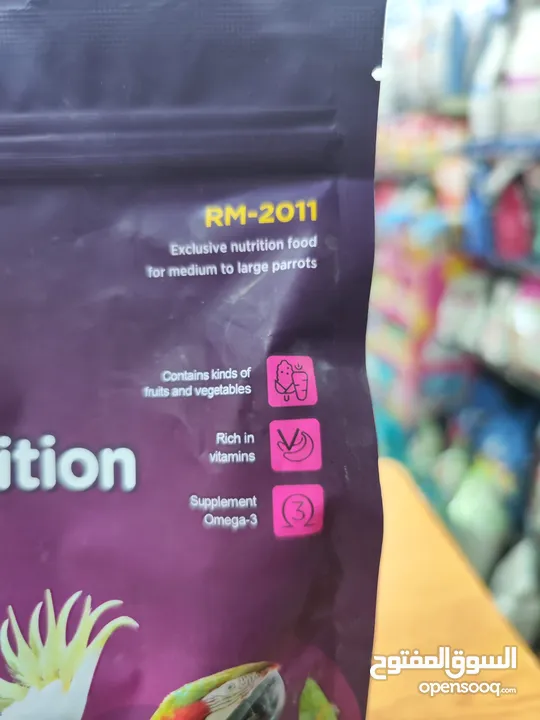 RM-2011
Exclusive nutrition food
for medium to large parrots
Contains kinds of
fruits and vegetables
Rich in
vitamins
ition
Supplement
Omega-3
3
السوق المفتوح
opensooq.com